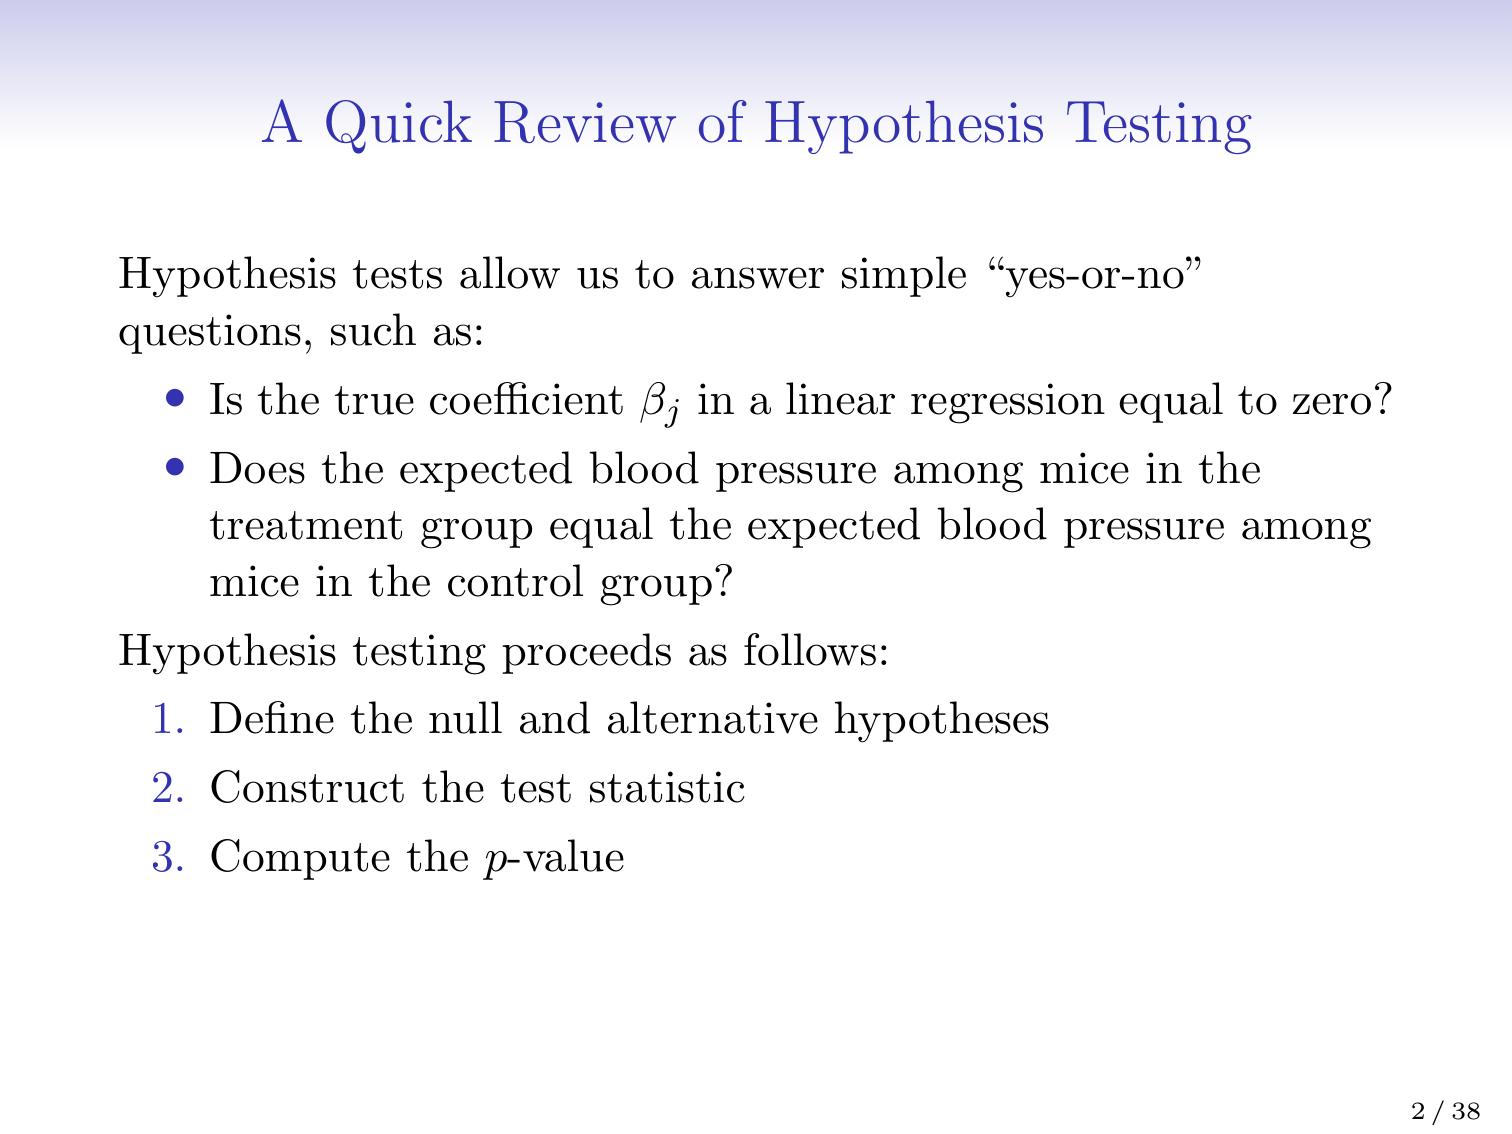 A Quick Review of Hypothesis Testing
Hypothesis tests allow us to answer simple “yes-or-no”
questions, such as:
• Is the true coefficient βj in a linear regression equal to zero?
• Does the expected blood pressure among mice in the
treatment group equal the expected blood pressure among
mice in the control group?
Hypothesis testing proceeds as follows:
1. Define the null and alternative hypotheses
2. Construct the test statistic
3. Compute the p-value
2 / 38